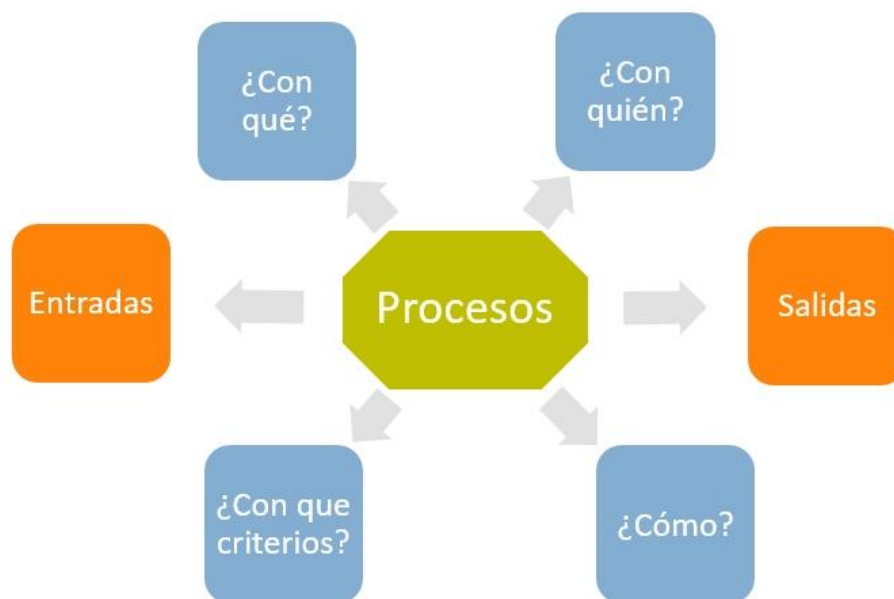 ¿Con
qué?
¿Con
quién?
Entradas
Procesos
Salidas
¿Con que
criterios?
¿Cómo?